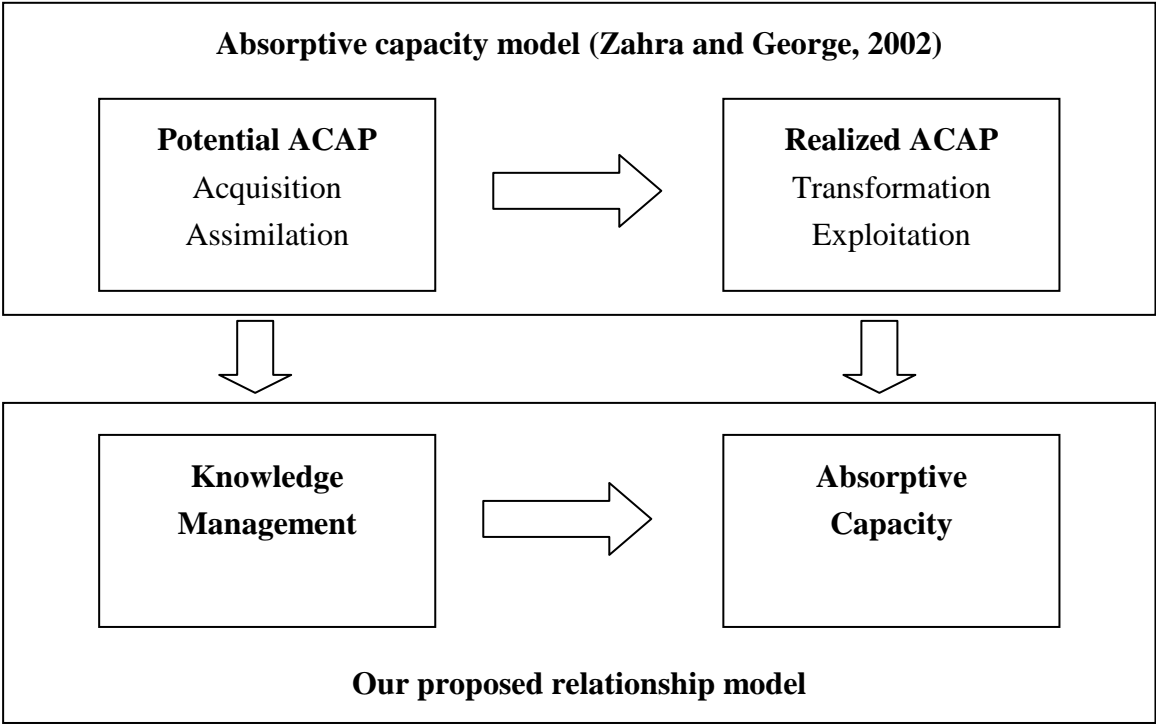 Absorptive capacity model (Zahra and George, 2002)
Potential ACAP
Acquisition
Assimilation
Realized ACAP
Transformation
Exploitation
Knowledge
Management
Absorptive
Capacity
Our proposed relationship model